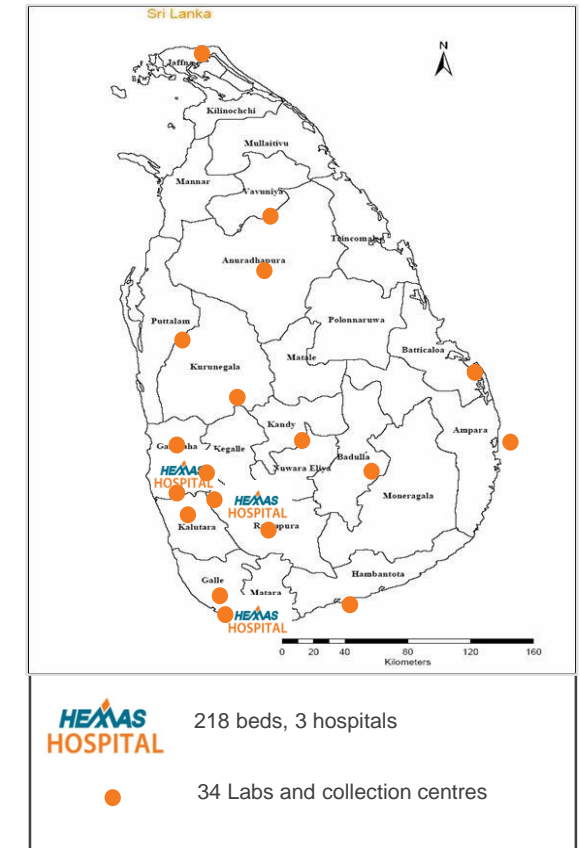 Sri Lanka
N
Jaffna
Kilinochchi
Mullaitivu
Mannar
Vavuniya
Trincomalee
Anuradhapura
Polonnaruwa
Puttalam
Batticaloa
Kurunegala
Matale
Kandy
Ampara
Kegalle
Badulla
Nuwara Eliya
HEMAS
HOSPITAL
Moneragala
HEMAS
HOSPITAL
Kalutara
Hambantota
Galle
Matara
HEMAS
HOSPITAL
0 20 40 80 120 160
Kilometers
HEMAS
HOSPITAL
218 beds, 3 hospitals
34 Labs and collection centres